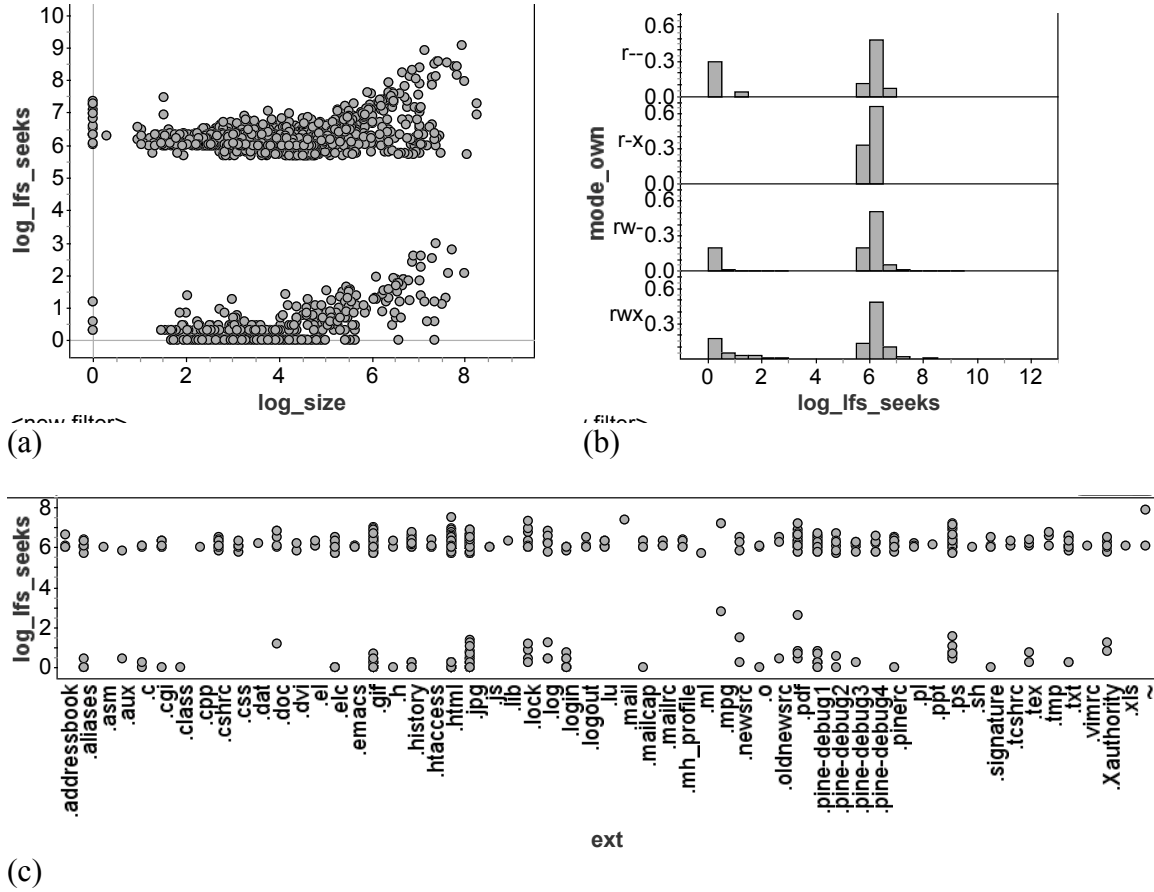 10
9
8
7
6
5
4
3
2
1
0
log_lfs_seeks
0 2 4 6 8
log_size
<new filter>
(a)
0.6
r-- 0.3
0.0
0.6
r-x 0.3
0.0
0.6
rw- 0.3
0.0
0.6
rwx 0.3
mode_own
0 2 4 6 8 10 12
log_lfs_seeks
filter>
(b)
8
6
4
2
0
log_lfs_seeks
.addressbook
.aliases
.asm
.aux
.c
.cgi
.class
.cpp
.cshrc
.css
.dat
.doc
.dvi
.el
.elc
.emacs
.gif
.h
.history
.htaccess
.html
.jpg
.js
.lib
.lock
.log
.login
.logout
.lu
.mail
.mailcap
.mailrc
.mh_profile
.ml
.mpg
.newsrc
.o
.oldnewsrc
.pdf
.pine-debug1
.pine-debug2
.pine-debug3
.pine-debug4
.pinerc
.pl
.ppt
.ps
.sh
.signature
.tcshrc
.tex
.tmp
.txt
.vimrc
.Xauthority
.xls
~
ext
(c)